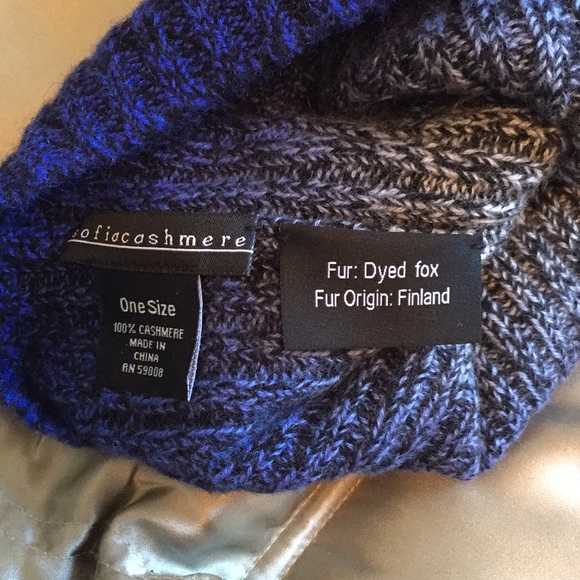 sofiacashmere
One Size
100% CASHMERE
MADE IN
CHINA
RN 59008
Fur: Dyed fox
Fur Origin: Finland